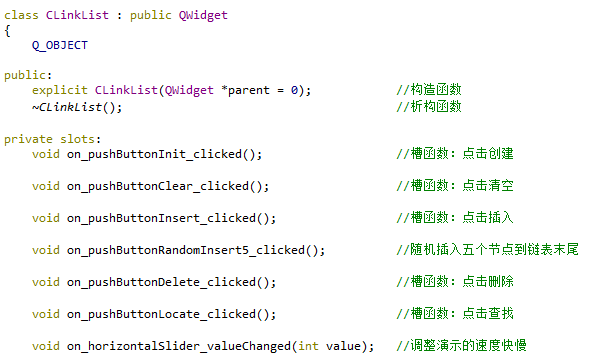 class CLinkList : public QWidget
{
Q_OBJECT
public:
explicit CLinkList(QWidget *parent = 0); //构造函数
~CLinkList(); //析构函数
private slots:
void on_pushButtonInit_clicked(); //槽函数：点击创建
void on_pushButtonClear_clicked(); //槽函数：点击清空
void on_pushButtonInsert_clicked(); //槽函数：点击插入
void on_pushButtonRandomInsert5_clicked(); //随机插入五个节点到链表末尾
void on_pushButtonDelete_clicked(); //槽函数：点击删除
void on_pushButtonLocate_clicked(); //槽函数：点击查找
void on_horizontalSlider_valueChanged(int value); //调整演示的速度快慢